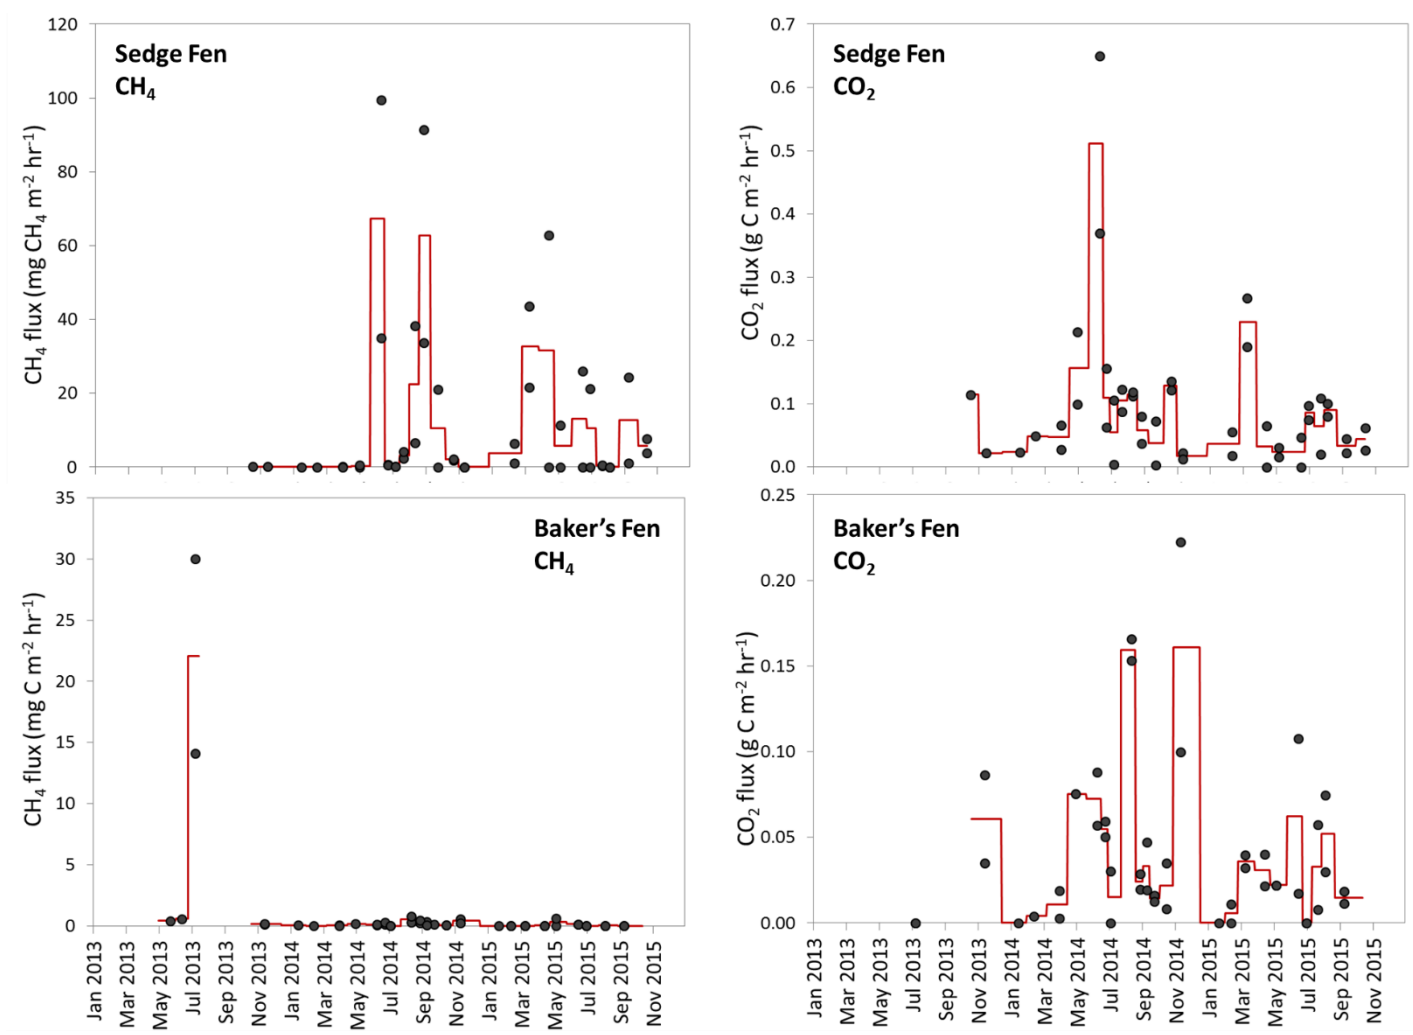 Sedge Fen
CH4
CH4 flux (mg CH4 m-2 hr-1)
120
100
80
60
40
20
0
Sedge Fen
CO2
CO2 flux (g C m-2 hr-1)
0.7
0.6
0.5
0.4
0.3
0.2
0.1
0.0
Baker’s Fen
CH4
CH4 flux (mg C m-2 hr-1)
35
30
25
20
15
10
5
0
Jan 2013
Mar 2013
May 2013
Jul 2013
Sep 2013
Nov 2013
Jan 2014
Mar 2014
May 2014
Jul 2014
Sep 2014
Nov 2014
Jan 2015
Mar 2015
May 2015
Jul 2015
Sep 2015
Nov 2015
Baker’s Fen
CO2
CO2 flux (g C m-2 hr-1)
0.25
0.20
0.15
0.10
0.05
0.00
Jan 2013
Mar 2013
May 2013
Jul 2013
Sep 2013
Nov 2013
Jan 2014
Mar 2014
May 2014
Jul 2014
Sep 2014
Nov 2014
Jan 2015
Mar 2015
May 2015
Jul 2015
Sep 2015
Nov 2015